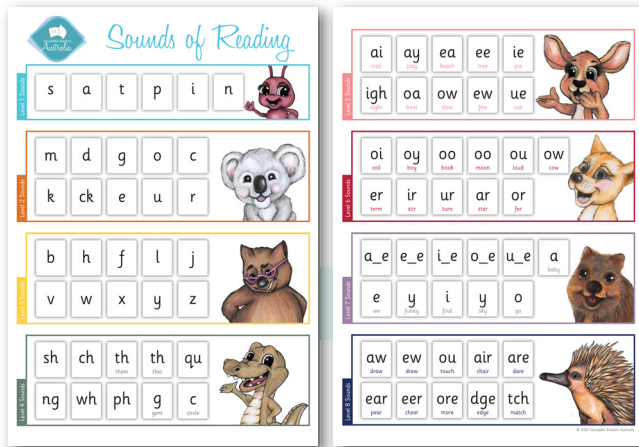 Decodable Readers
Australia
Sounds of Reading
Level 1 Sounds
s a t p i n
Level 2 Sounds
m d g o c
k ck e u r
Level 3 Sounds
b h f l j
v w x y z
Level 4 Sounds
sh ch th th qu
them thin
ng wh ph g c
gent circle
Level 5 Sounds
ai ay ea ee ie
trail play beach tree pie
igh oa ow ew ue
light boat slow few cue
Level 6 Sounds
oi oy oo oo ou ow
soil boy book moon loud cow
er ir ur ar or
term stir turn star for
Level 7 Sounds
a_e e_e i_e o_e u_e a
baby
e y i y o
we funny find sky go
Level 8 Sounds
aw ew ou air are
draw drew touch chair dare
ear eer ore dge tch
pear cheer more edge match
Decodable Readers Australia